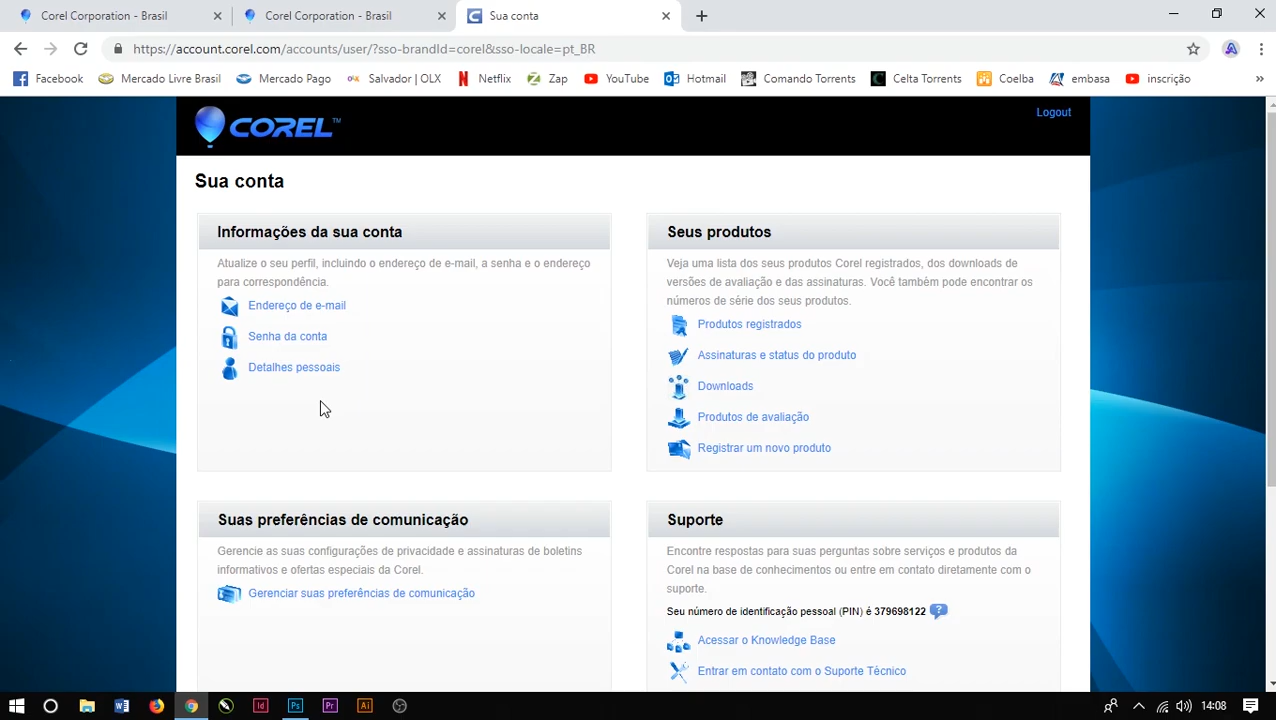 Corel Corporation - Brasil
Corel Corporation - Brasil
Sua conta
https://account.corel.com/accounts/user/?sso-brandId=corel&sso-locale=pt_BR
Facebook
Mercado Livre Brasil
Mercado Pago
Salvador | OLX
Netflix
Zap
YouTube
Hotmail
Comando Torrents
Celta Torrents
Coelba
embasa
inscrição
COREL™
Logout
Sua conta
Informações da sua conta
Atualize o seu perfil, incluindo o endereço de e-mail, a senha e o endereço
para correspondência.
Endereço de e-mail
Senha da conta
Detalhes pessoais
Seus produtos
Veja uma lista dos seus produtos Corel registrados, dos downloads de
versões de avaliação e das assinaturas. Você também pode encontrar os
números de série dos seus produtos.
Produtos registrados
Assinaturas e status do produto
Downloads
Produtos de avaliação
Registrar um novo produto
Suas preferências de comunicação
Gerencie as suas configurações de privacidade e assinaturas de boletins
informativos e ofertas especiais da Corel.
Gerenciar suas preferências de comunicação
Suporte
Encontre respostas para suas perguntas sobre serviços e produtos da
Corel na base de conhecimentos ou entre em contato diretamente com o
suporte.
Seu número de identificação pessoal (PIN) é 379698122
Acessar o Knowledge Base
Entrar em contato com o Suporte Técnico
14:08